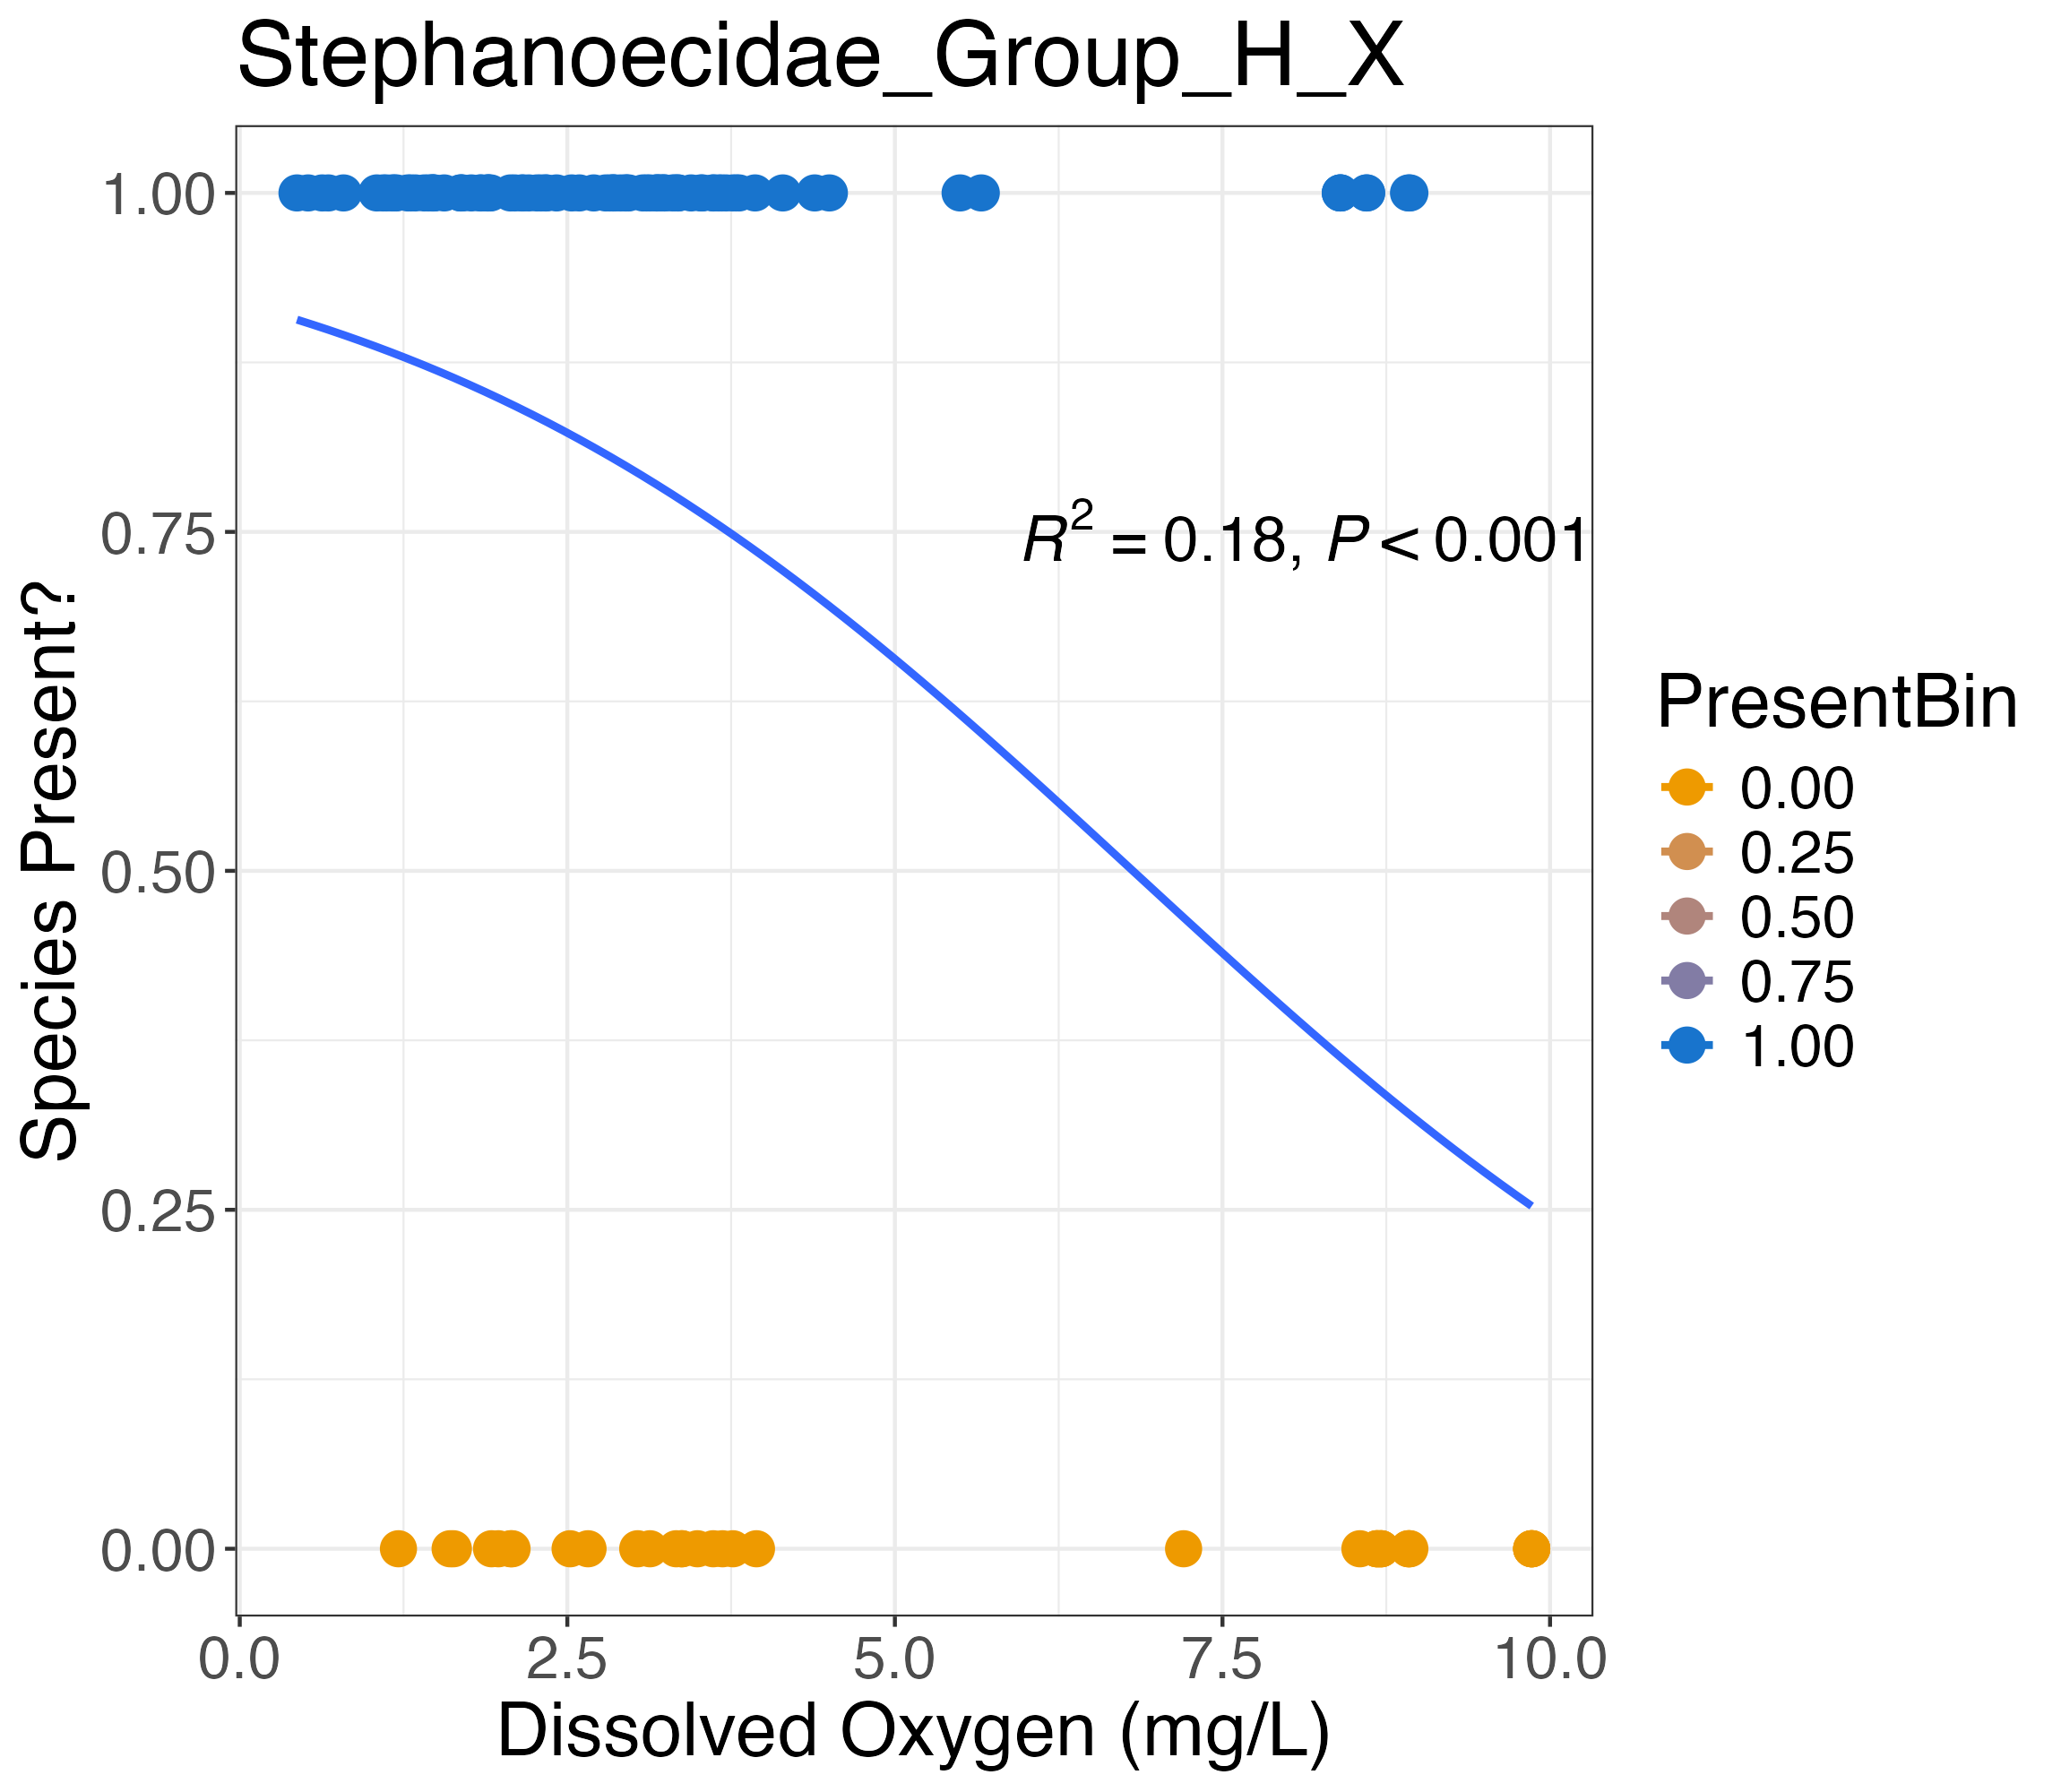 Stephanoecidae_Group_H_X
1.00
0.75
0.50
0.25
0.00
Species Present?
R² = 0.18, P < 0.001
0.0 2.5 5.0 7.5 10.0
Dissolved Oxygen (mg/L)
PresentBin
0.00
0.25
0.50
0.75
1.00